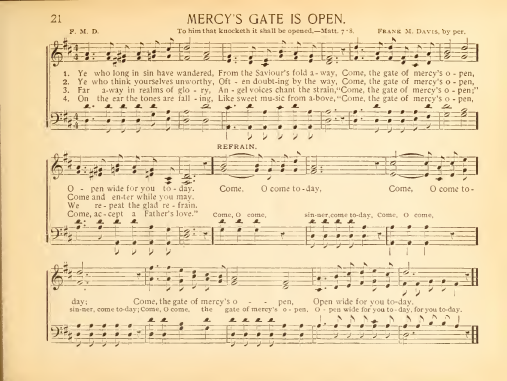 21
MERCY'S GATE IS OPEN.
F. M. D. To him that knocketh it shall be opened,—Matt. 7-8. FRANK M. DAVIS, by per.
1. Ye who long in sin have wandered, From the Saviour's fold a-way, Come, the gate of mercy's o-pen,
2. Ye who think yourselves unworthy, Oft-en doubt-ing by the way, Come, the gate of mercy's o-pen,
3. Far a-way in realms of glo-ry, An-gel voices chant the strain, "Come, the gate of mercy's o-pen;"
4. On the ear the tones are fall-ing, Like sweet mu-sic from a-bove, "Come, the gate of mercy's o-pen,
REFRAIN.
O-pen wide for you to-day. Come, O come to-day, Come, O come to-
Come and en-ter while you may.
We re-peat the glad re-frain.
Come, ac-cept a Father's love." Come, O come, sin-ner, come to-day, Come, O come,
day; Come, the gate of mercy's o - - pen, Open wide for you to-day.
sin-ner, come to-day; Come, O come, the gate of mercy's o-pen. O-pen wide for you to-day, for you to-day.